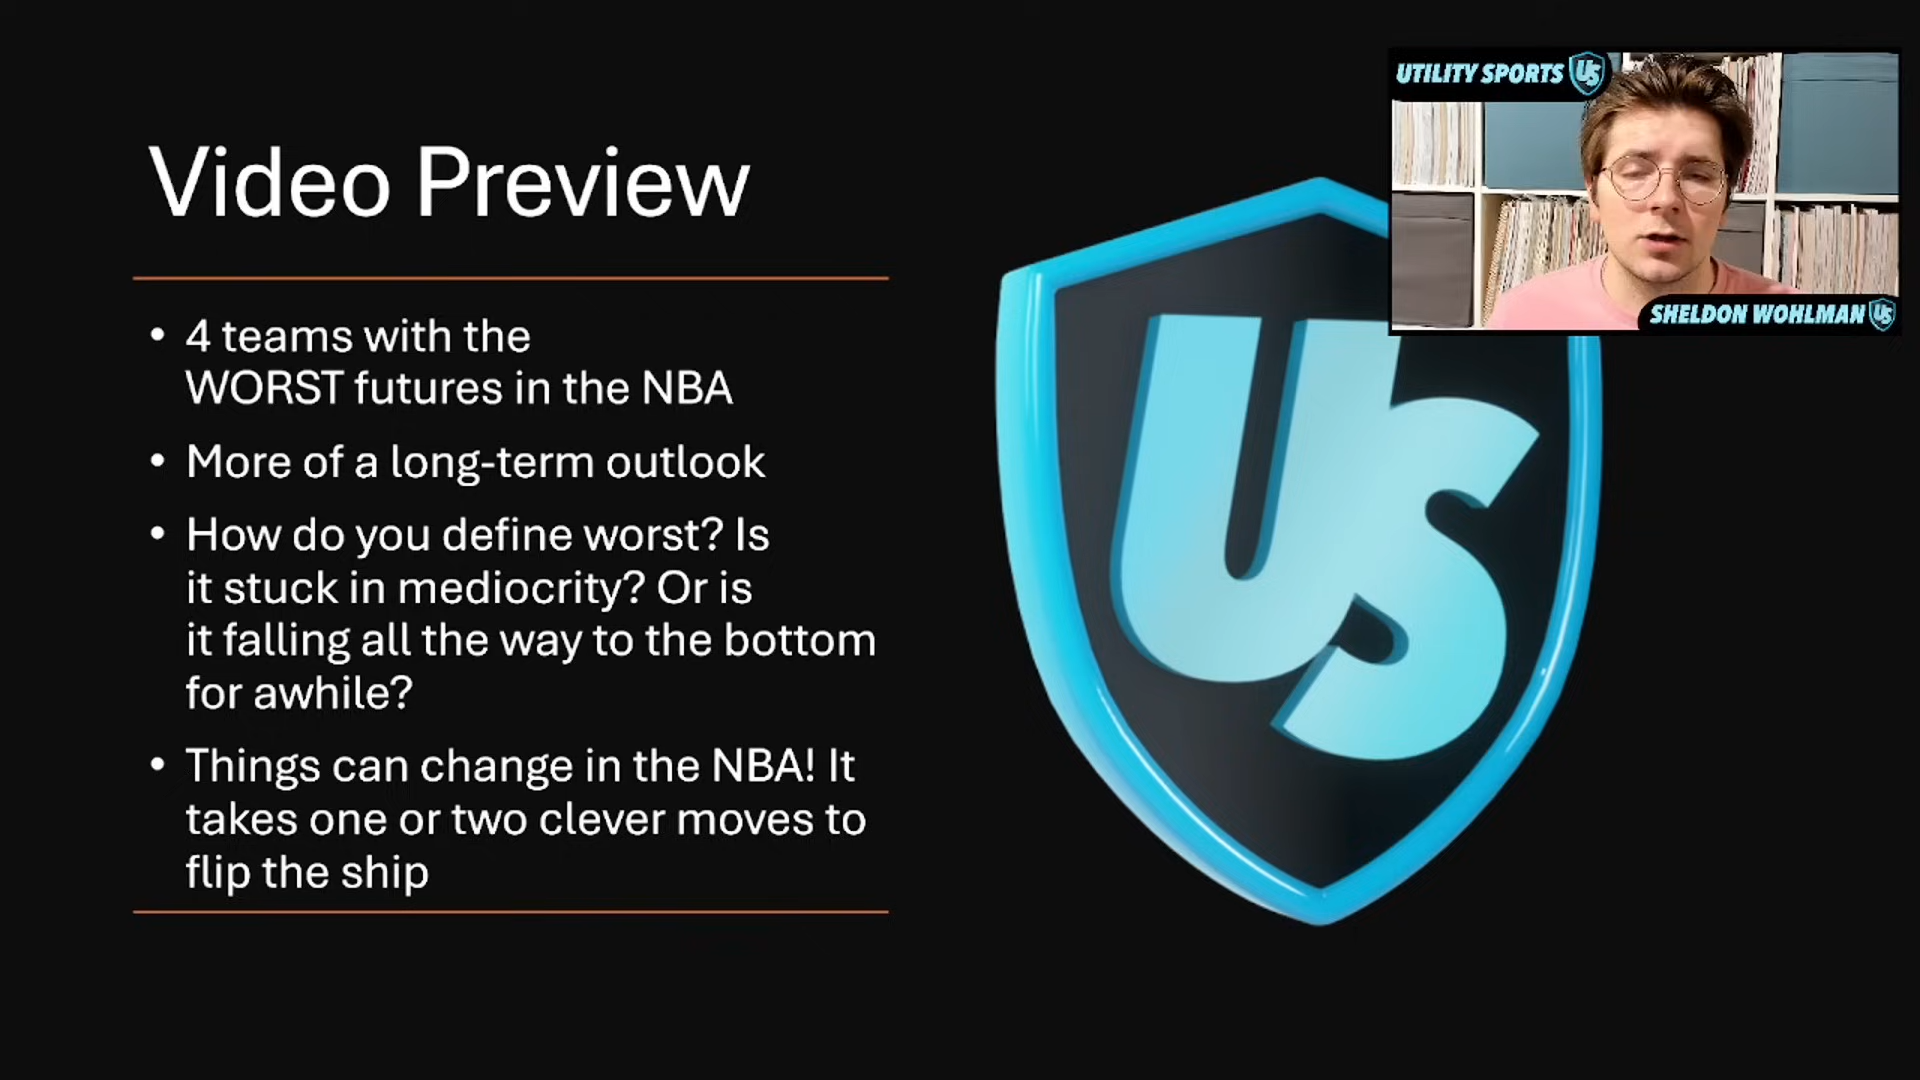 Video Preview
• 4 teams with the
WORST futures in the NBA
• More of a long-term outlook
• How do you define worst? Is
it stuck in mediocrity? Or is
it falling all the way to the bottom
for awhile?
• Things can change in the NBA! It
takes one or two clever moves to
flip the ship
US
UTILITY SPORTS US
SHELDON WOHLMAN US